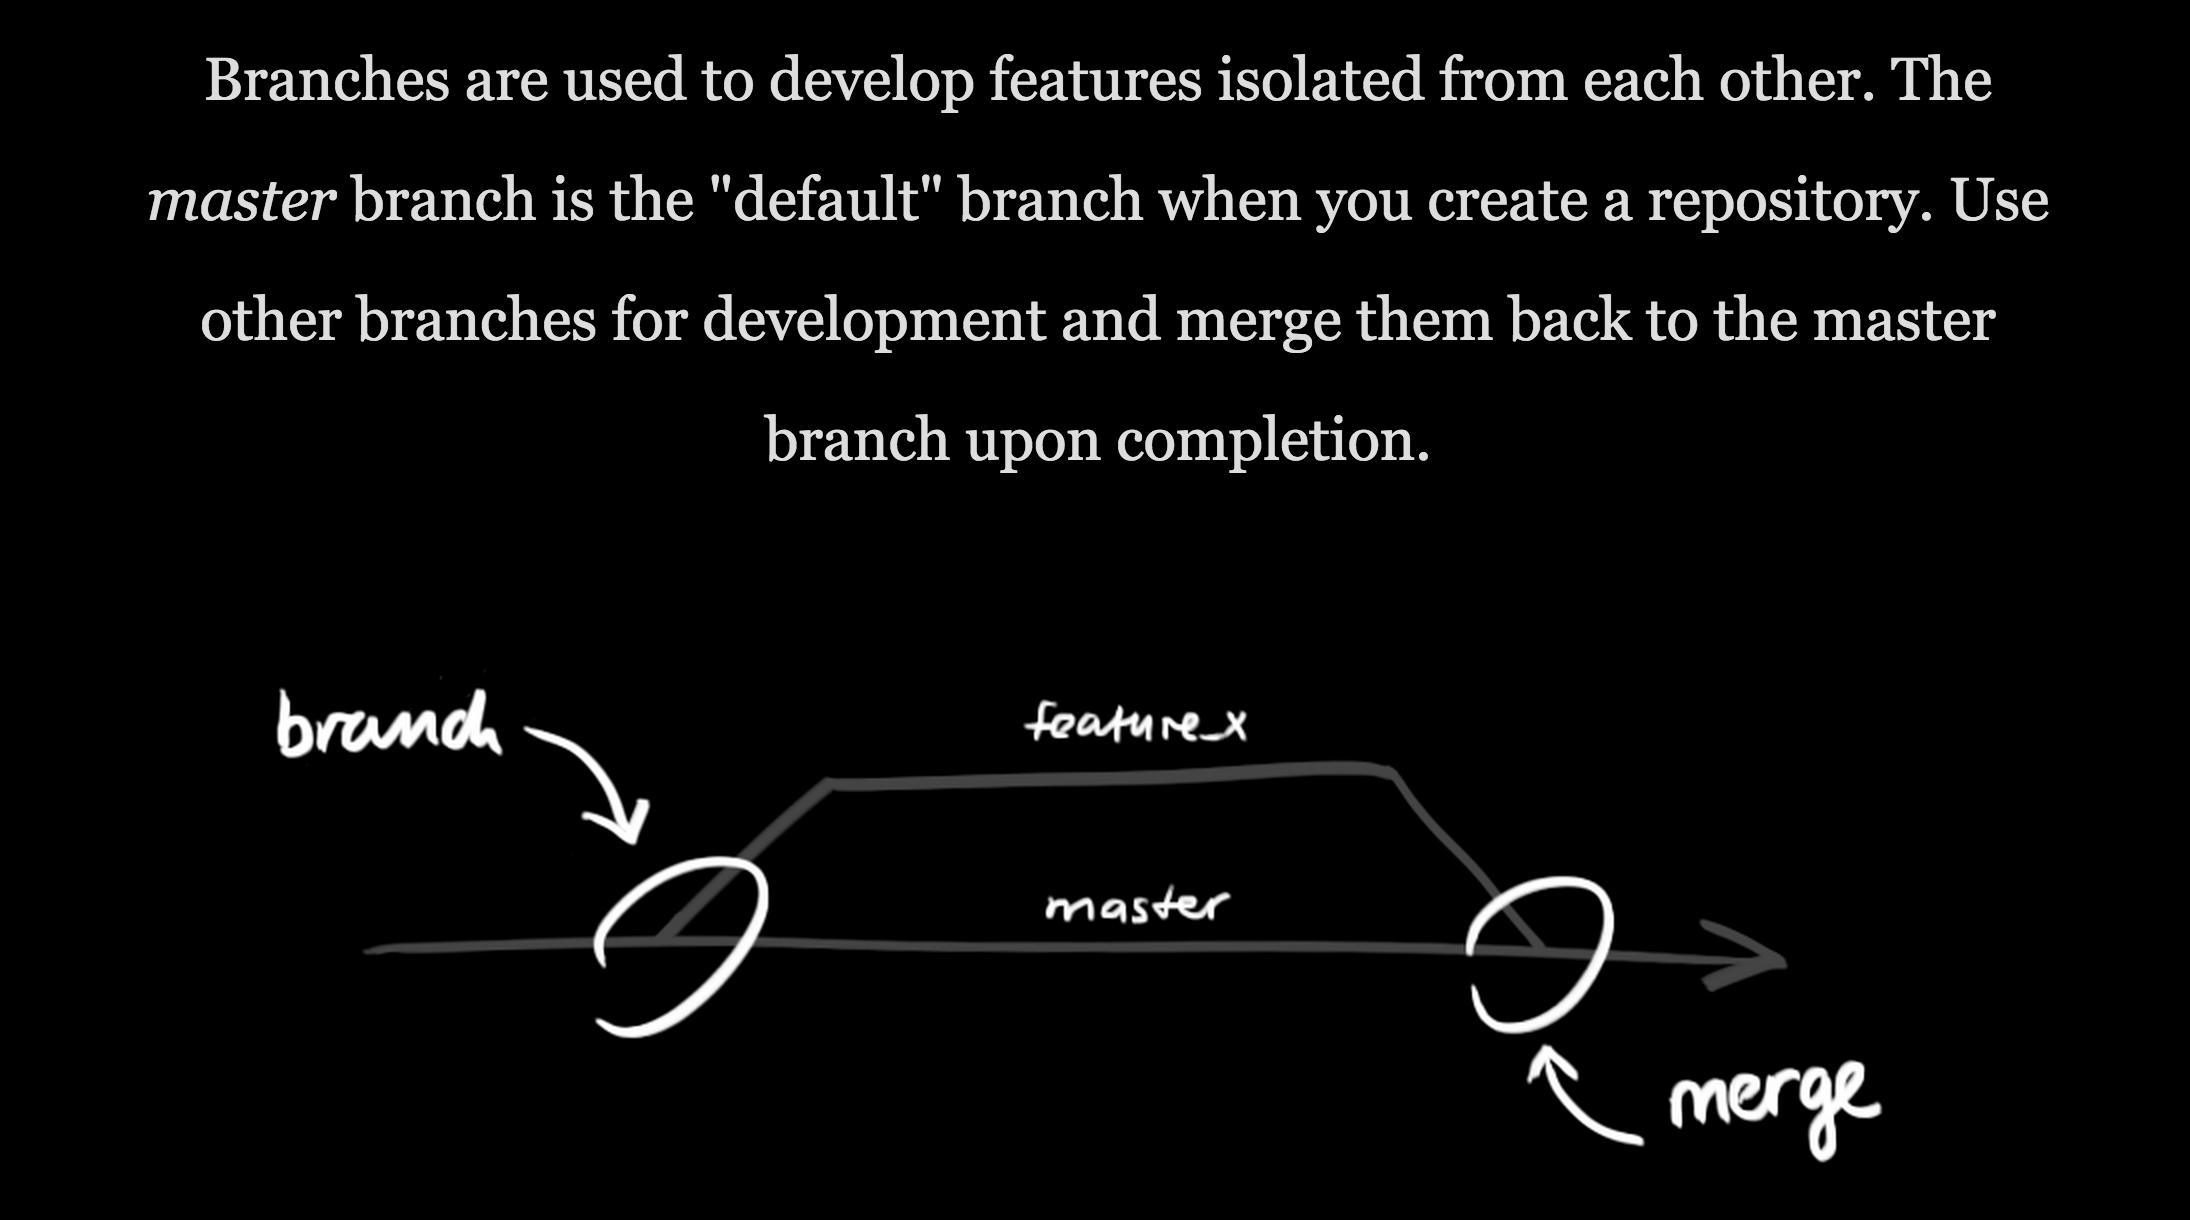 Branches are used to develop features isolated from each other. The
master branch is the "default" branch when you create a repository. Use
other branches for development and merge them back to the master
branch upon completion.
branch
feature_x
master
merge